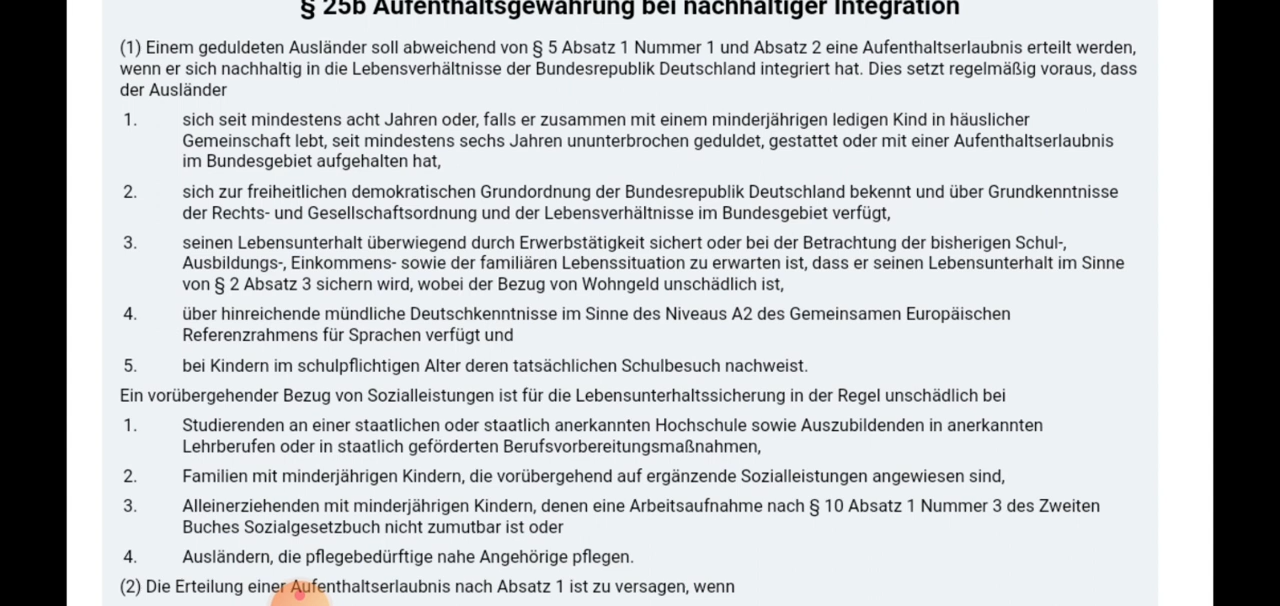 § 25b Aufenthaltsgewährung bei nachhaltiger Integration
(1) Einem geduldeten Ausländer soll abweichend von § 5 Absatz 1 Nummer 1 und Absatz 2 eine Aufenthaltserlaubnis erteilt werden,
wenn er sich nachhaltig in die Lebensverhältnisse der Bundesrepublik Deutschland integriert hat. Dies setzt regelmäßig voraus, dass
der Ausländer
1. sich seit mindestens acht Jahren oder, falls er zusammen mit einem minderjährigen ledigen Kind in häuslicher
Gemeinschaft lebt, seit mindestens sechs Jahren ununterbrochen geduldet, gestattet oder mit einer Aufenthaltserlaubnis
im Bundesgebiet aufgehalten hat,
2. sich zur freiheitlichen demokratischen Grundordnung der Bundesrepublik Deutschland bekennt und über Grundkenntnisse
der Rechts- und Gesellschaftsordnung und der Lebensverhältnisse im Bundesgebiet verfügt,
3. seinen Lebensunterhalt überwiegend durch Erwerbstätigkeit sichert oder bei der Betrachtung der bisherigen Schul-,
Ausbildungs-, Einkommens- sowie der familiären Lebenssituation zu erwarten ist, dass er seinen Lebensunterhalt im Sinne
von § 2 Absatz 3 sichern wird, wobei der Bezug von Wohngeld unschädlich ist,
4. über hinreichende mündliche Deutschkenntnisse im Sinne des Niveaus A2 des Gemeinsamen Europäischen
Referenzrahmens für Sprachen verfügt und
5. bei Kindern im schulpflichtigen Alter deren tatsächlichen Schulbesuch nachweist.
Ein vorübergehender Bezug von Sozialleistungen ist für die Lebensunterhaltssicherung in der Regel unschädlich bei
1. Studierenden an einer staatlichen oder staatlich anerkannten Hochschule sowie Auszubildenden in anerkannten
Lehrberufen oder in staatlich geförderten Berufsvorbereitungsmaßnahmen,
2. Familien mit minderjährigen Kindern, die vorübergehend auf ergänzende Sozialleistungen angewiesen sind,
3. Alleinerziehenden mit minderjährigen Kindern, denen eine Arbeitsaufnahme nach § 10 Absatz 1 Nummer 3 des Zweiten
Buches Sozialgesetzbuch nicht zumutbar ist oder
4. Ausländern, die pflegebedürftige nahe Angehörige pflegen.
(2) Die Erteilung einer Aufenthaltserlaubnis nach Absatz 1 ist zu versagen, wenn